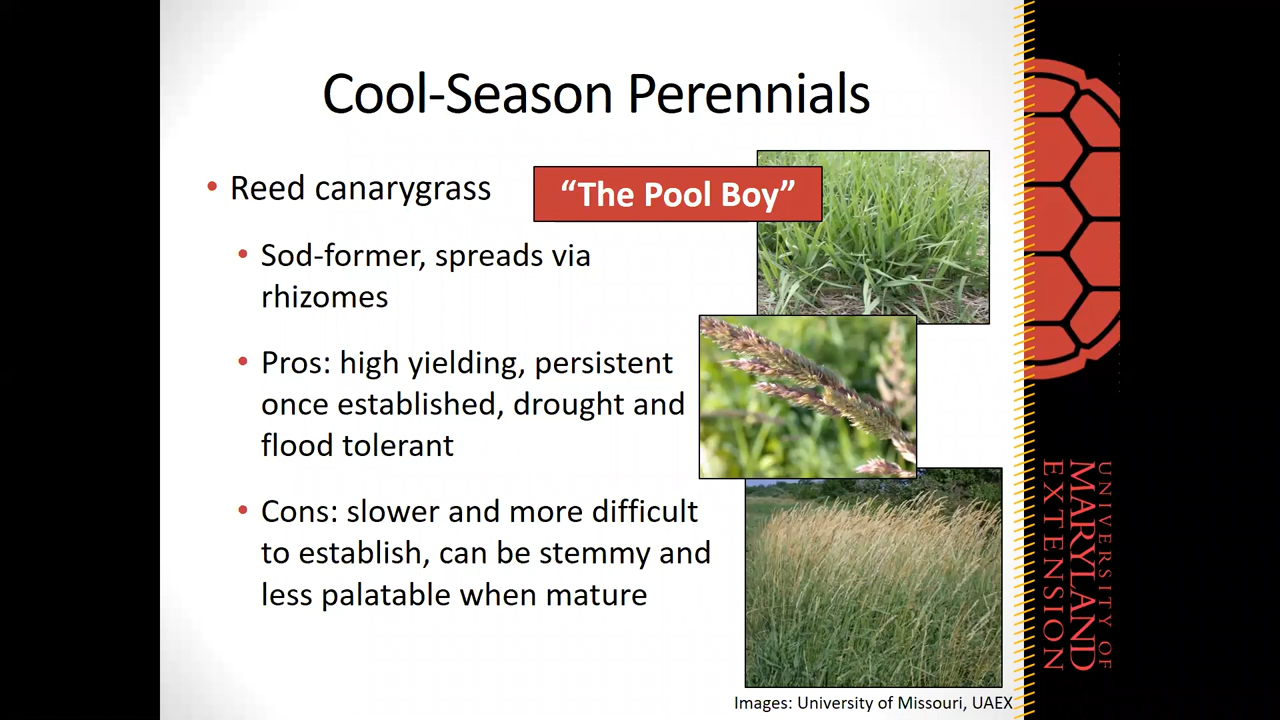 Cool-Season Perennials
• Reed canarygrass
“The Pool Boy”
• Sod-former, spreads via
rhizomes
• Pros: high yielding, persistent
once established, drought and
flood tolerant
• Cons: slower and more difficult
to establish, can be stemmy and
less palatable when mature
Images: University of Missouri, UAEX
UNIVERSITY OF
MARYLAND
EXTENSION